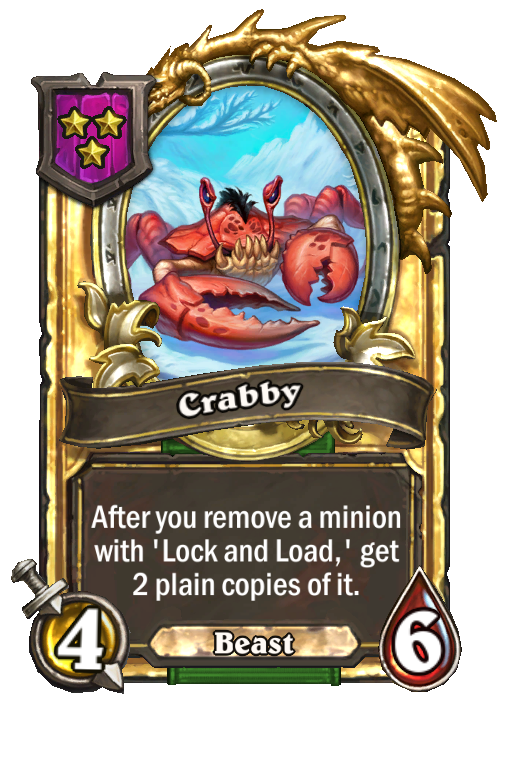 Crabby
After you remove a minion
with 'Lock and Load,' get
2 plain copies of it.
4
Beast
6